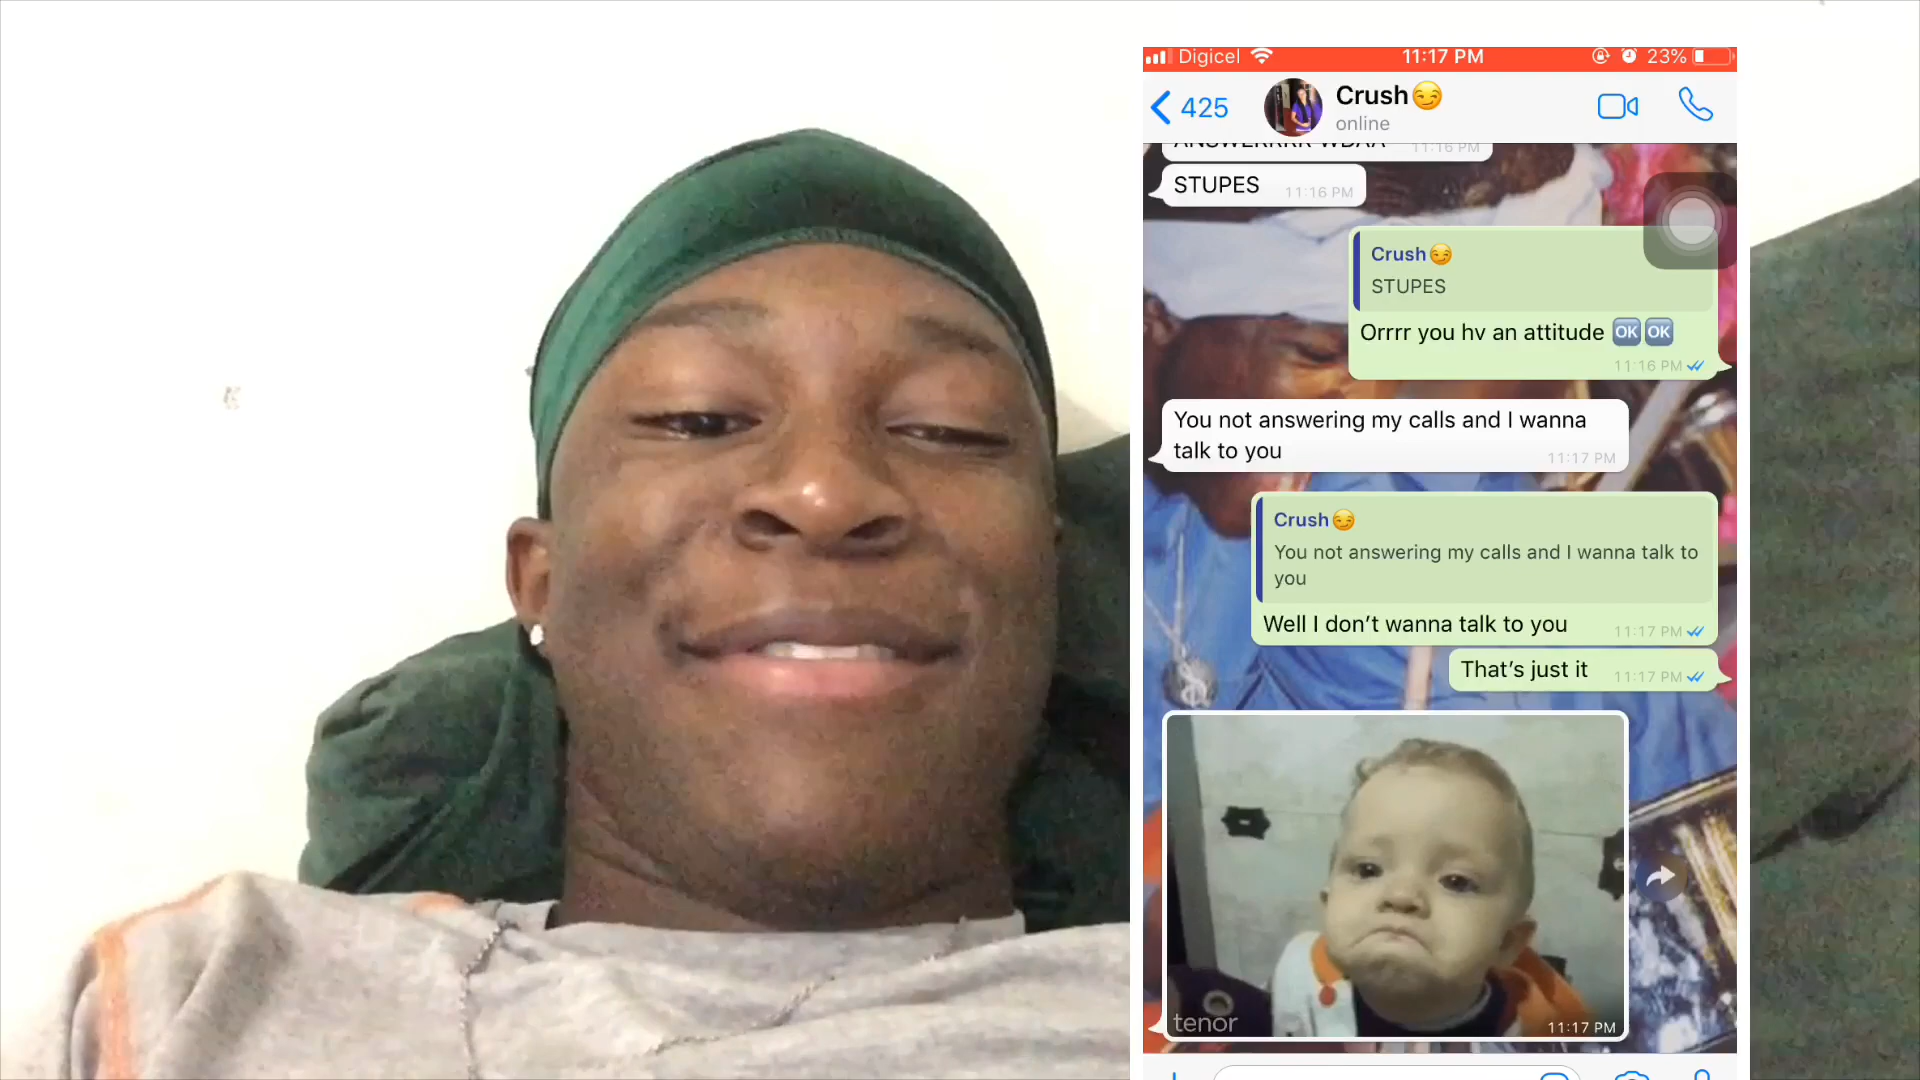 Digicel 11:17 PM 23%
425 Crush😏
online
ANSWERRRR WDAA 11:16 PM
STUPES 11:16 PM
Crush😏
STUPES
Orrrr you hv an attitude 🆗🆗
11:16 PM
You not answering my calls and I wanna
talk to you 11:17 PM
Crush😏
You not answering my calls and I wanna talk to
you
Well I don’t wanna talk to you 11:17 PM
That’s just it 11:17 PM
tenor 11:17 PM